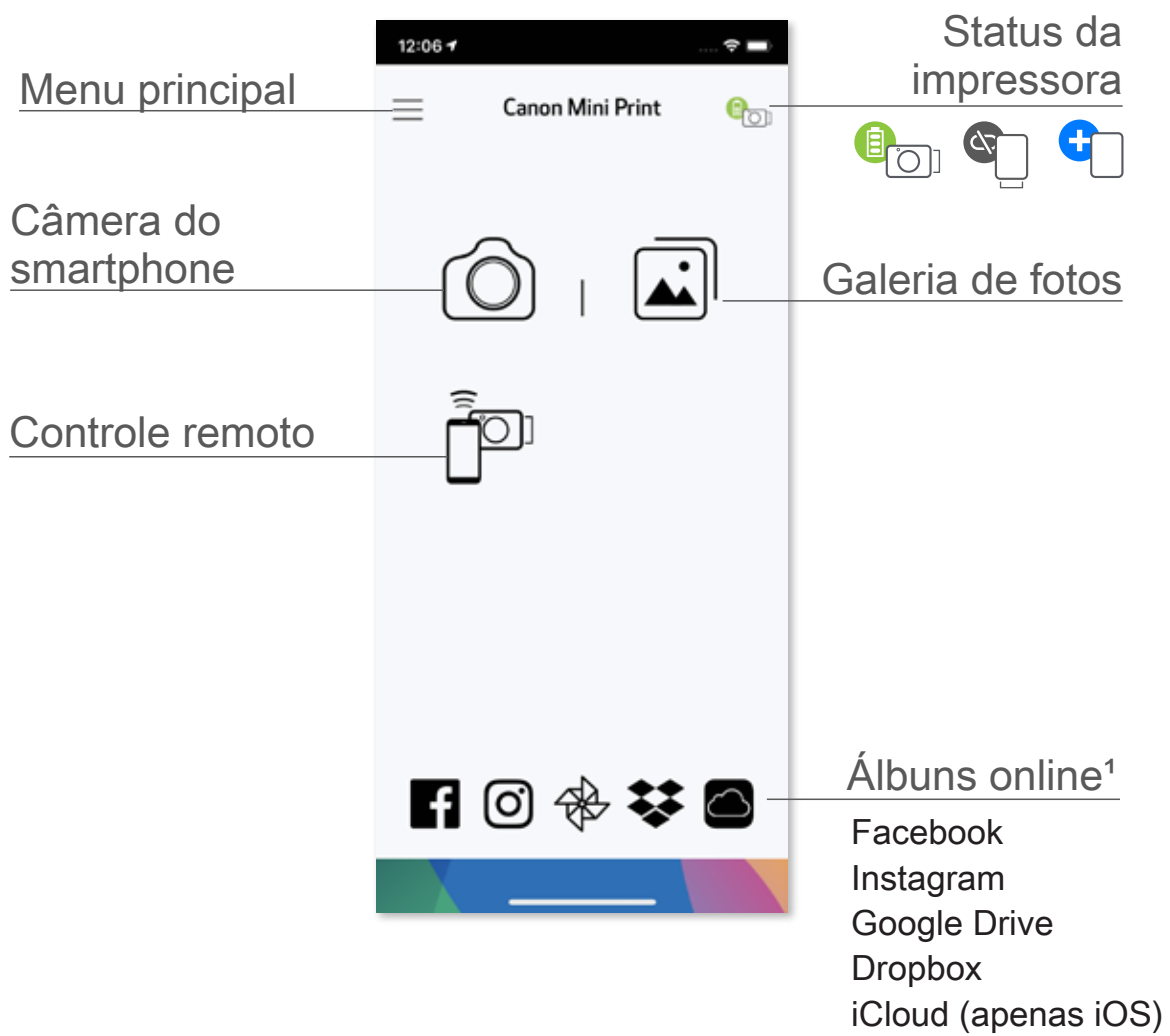 12:06
Canon Mini Print
Menu principal
Status da
impressora
Câmera do
smartphone
Galeria de fotos
Controle remoto
Álbuns online¹
Facebook
Instagram
Google Drive
Dropbox
iCloud (apenas iOS)